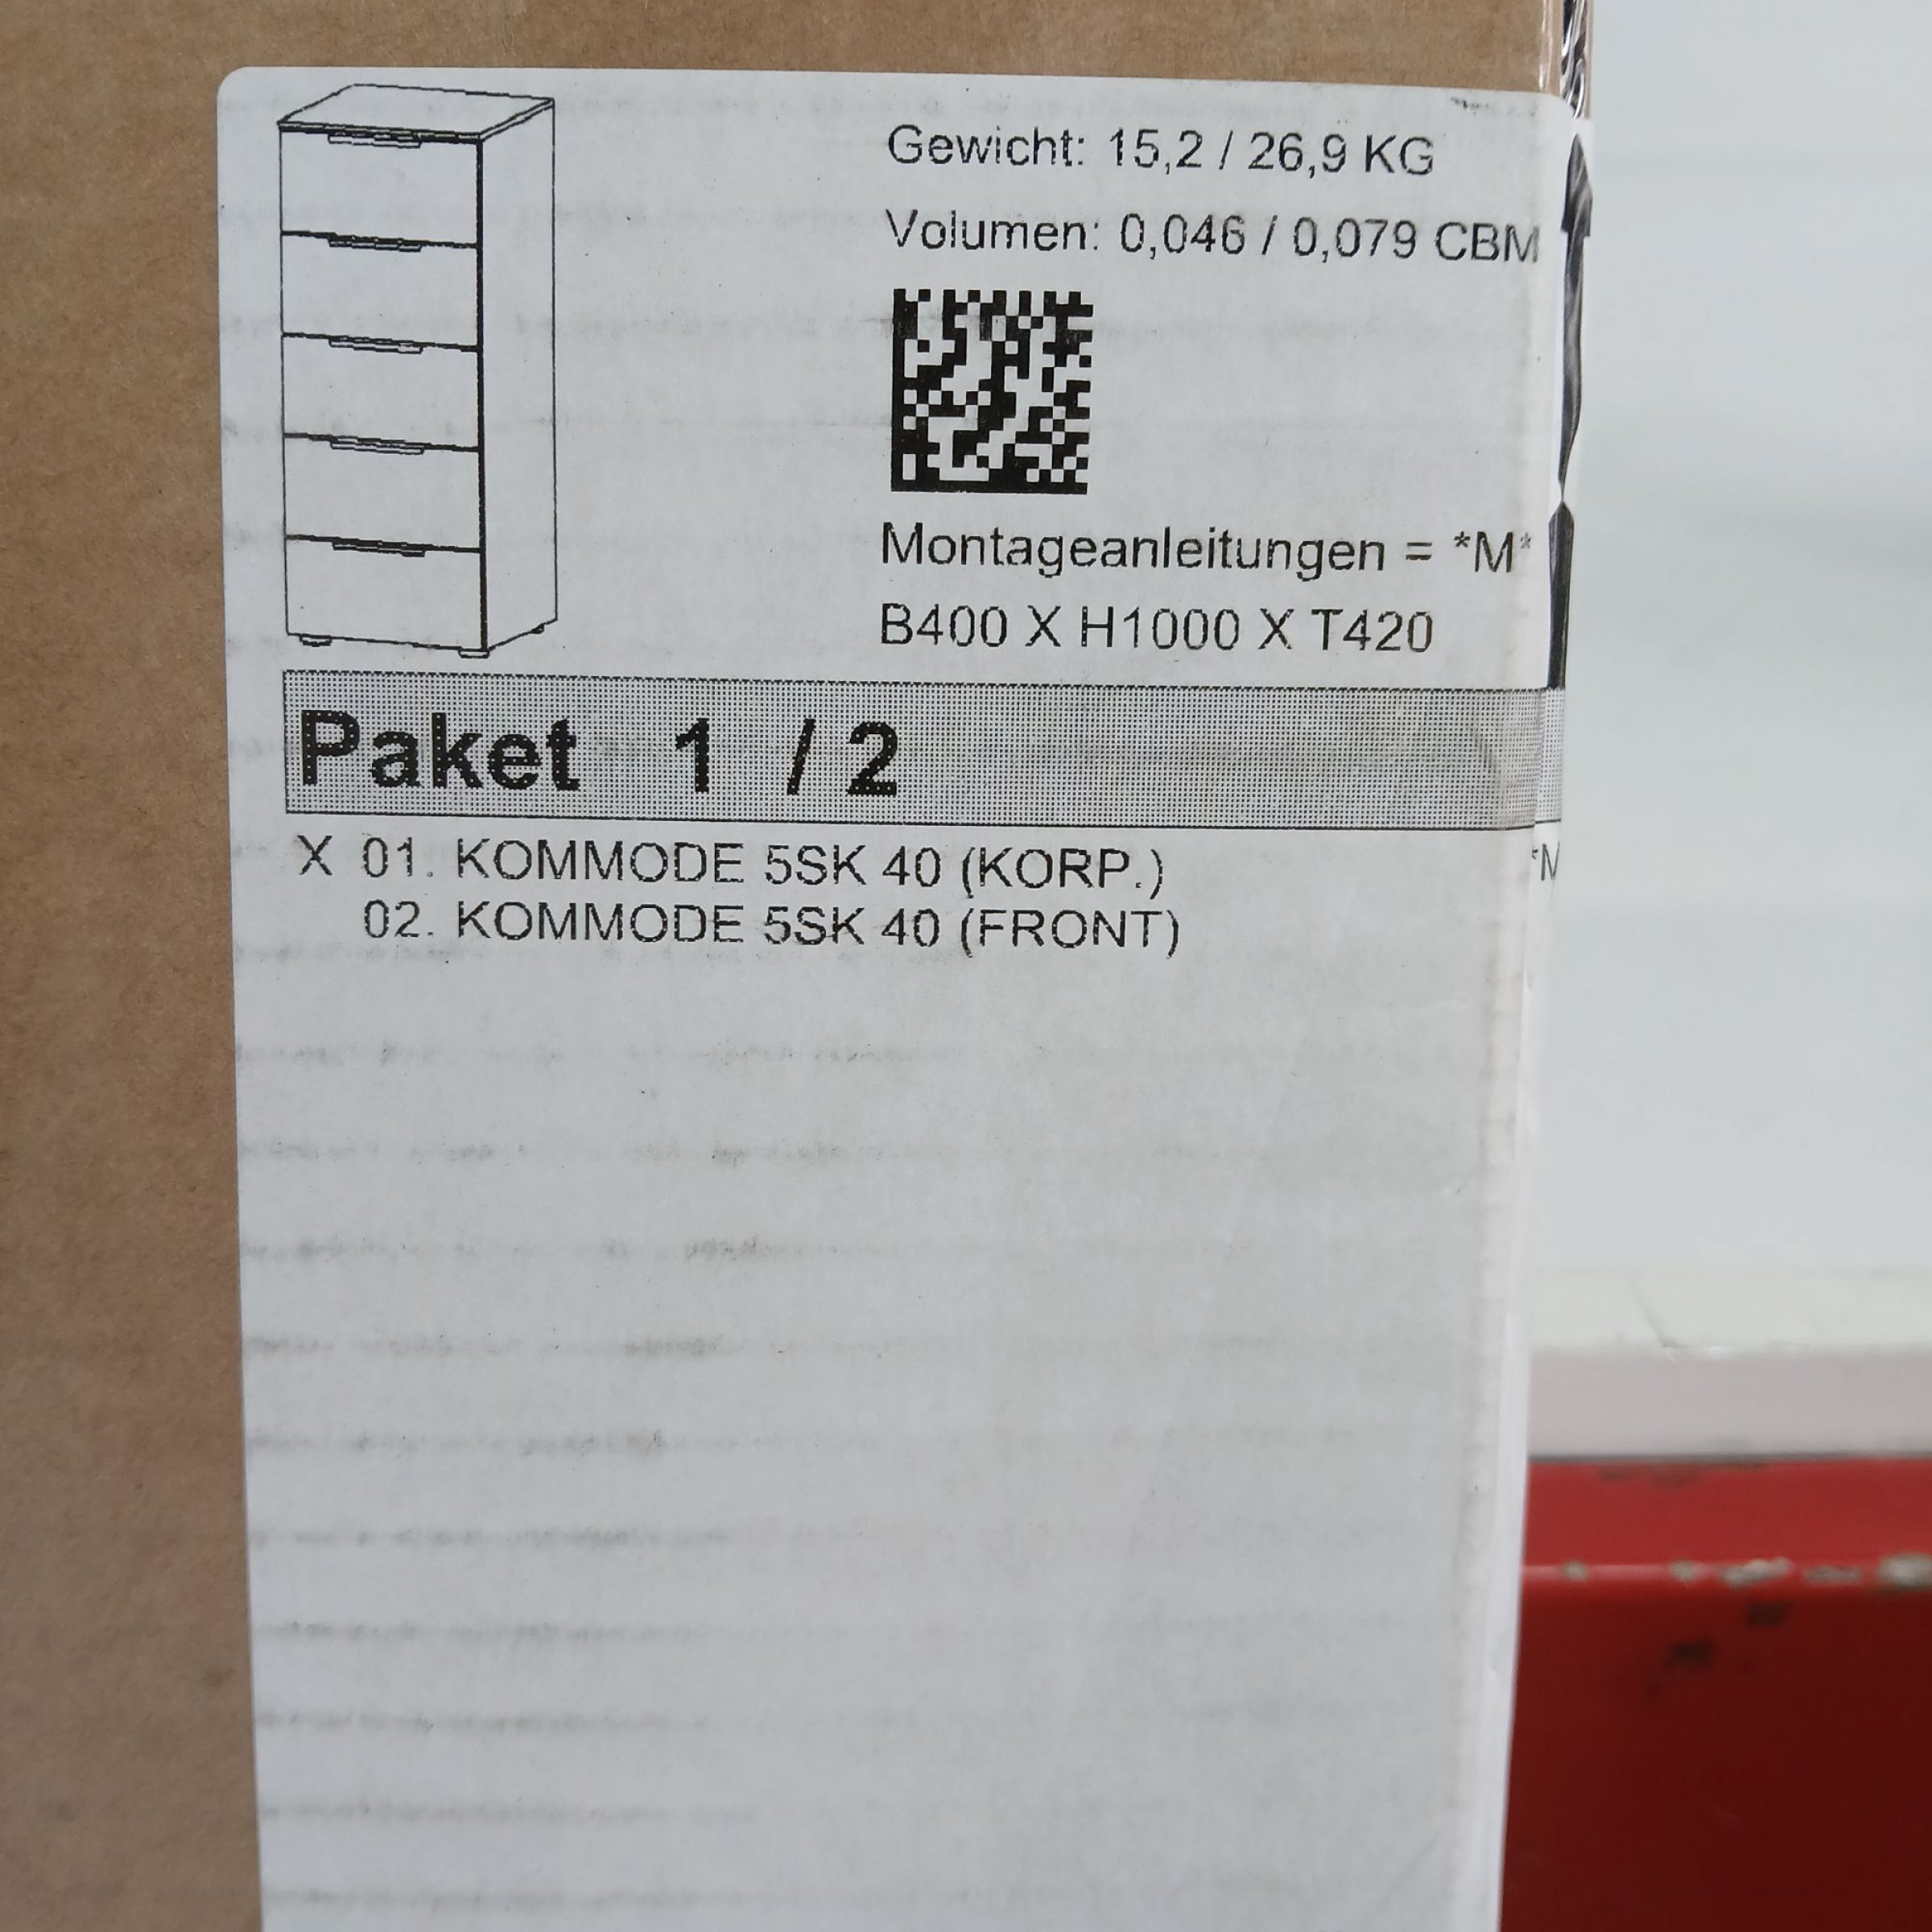 Gewicht: 15,2 / 26,9 KG
Volumen: 0,046 / 0,079 CBM
Montageanleitungen = *M*
B400 X H1000 X T420
Paket 1 / 2
X 01. KOMMODE 5SK 40 (KORP.) *M
02. KOMMODE 5SK 40 (FRONT)